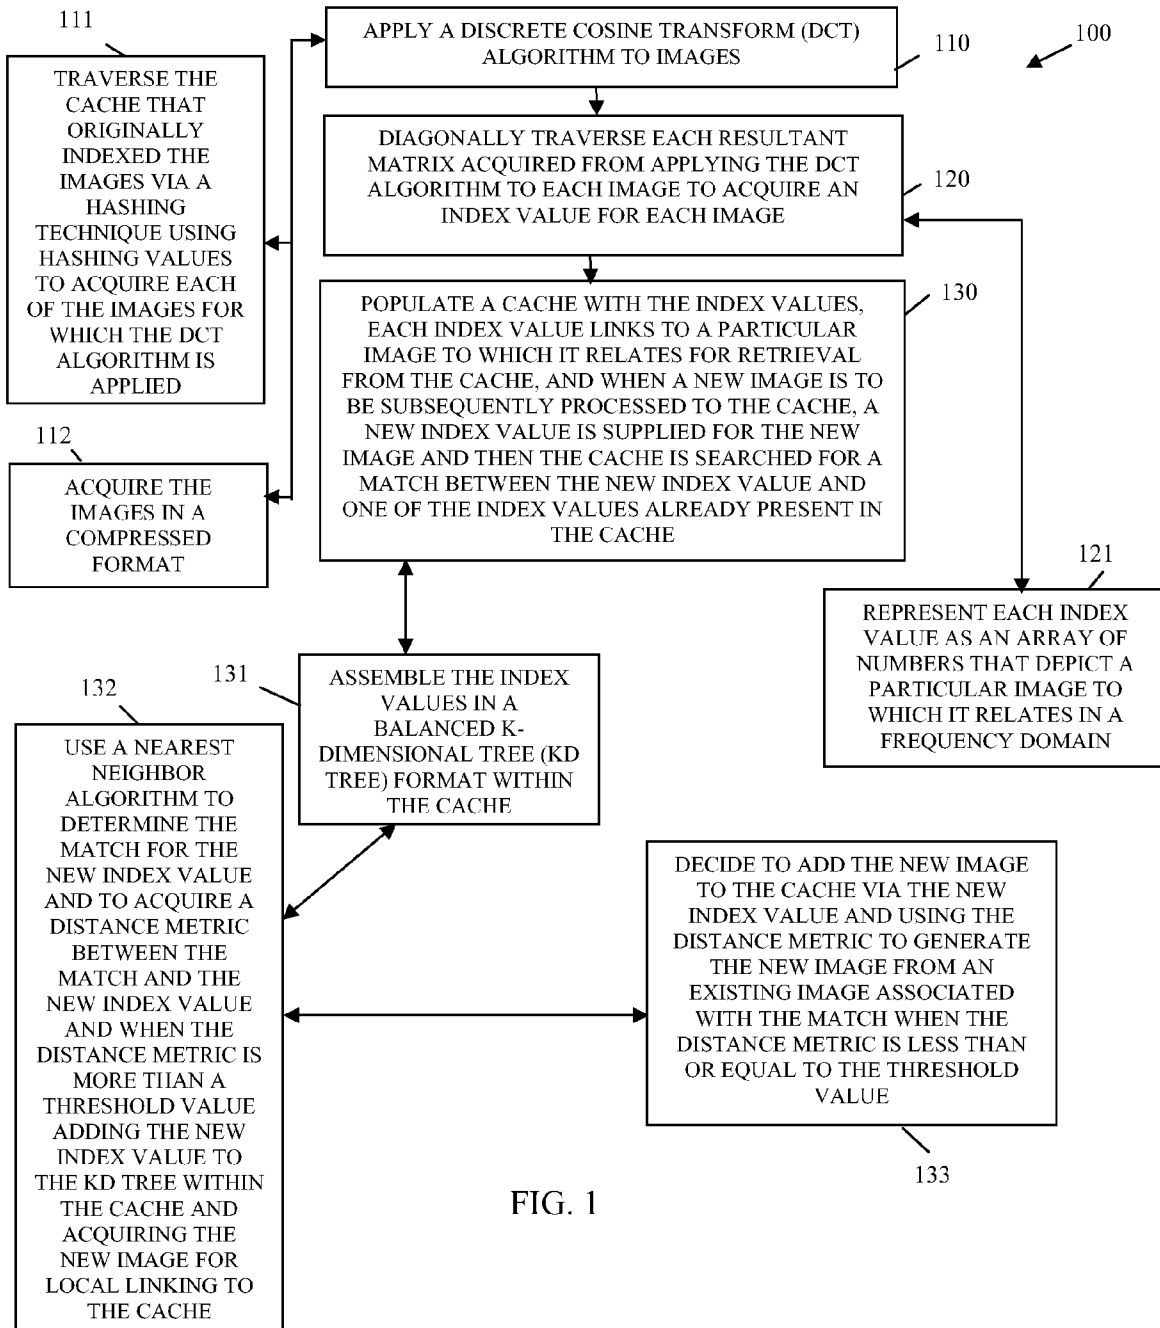 100
APPLY A DISCRETE COSINE TRANSFORM (DCT)
ALGORITHM TO IMAGES
110
111
TRAVERSE THE
CACHE THAT
ORIGINALLY
INDEXED THE
IMAGES VIA A
HASHING
TECHNIQUE USING
HASHING VALUES
TO ACQUIRE EACH
OF THE IMAGES FOR
WHICH THE DCT
ALGORITHM IS
APPLIED
DIAGONALLY TRAVERSE EACH RESULTANT
MATRIX ACQUIRED FROM APPLYING THE DCT
ALGORITHM TO EACH IMAGE TO ACQUIRE AN
INDEX VALUE FOR EACH IMAGE
120
112
ACQUIRE THE
IMAGES IN A
COMPRESSED
FORMAT
POPULATE A CACHE WITH THE INDEX VALUES,
EACH INDEX VALUE LINKS TO A PARTICULAR
IMAGE TO WHICH IT RELATES FOR RETRIEVAL
FROM THE CACHE, AND WHEN A NEW IMAGE IS TO
BE SUBSEQUENTLY PROCESSED TO THE CACHE, A
NEW INDEX VALUE IS SUPPLIED FOR THE NEW
IMAGE AND THEN THE CACHE IS SEARCHED FOR A
MATCH BETWEEN THE NEW INDEX VALUE AND
ONE OF THE INDEX VALUES ALREADY PRESENT IN
THE CACHE
130
121
REPRESENT EACH INDEX
VALUE AS AN ARRAY OF
NUMBERS THAT DEPICT A
PARTICULAR IMAGE TO
WHICH IT RELATES IN A
FREQUENCY DOMAIN
131
ASSEMBLE THE INDEX
VALUES IN A
BALANCED K-
DIMENSIONAL TREE (KD
TREE) FORMAT WITHIN
THE CACHE
132
USE A NEAREST
NEIGHBOR
ALGORITHM TO
DETERMINE THE
MATCH FOR THE
NEW INDEX VALUE
AND TO ACQUIRE A
DISTANCE METRIC
BETWEEN THE
MATCH AND THE
NEW INDEX VALUE
AND WHEN THE
DISTANCE METRIC IS
MORE THAN A
THRESHOLD VALUE
ADDING THE NEW
INDEX VALUE TO
THE KD TREE WITHIN
THE CACHE AND
ACQUIRING THE
NEW IMAGE FOR
LOCAL LINKING TO
THE CACHE
DECIDE TO ADD THE NEW IMAGE
TO THE CACHE VIA THE NEW
INDEX VALUE AND USING THE
DISTANCE METRIC TO GENERATE
THE NEW IMAGE FROM AN
EXISTING IMAGE ASSOCIATED
WITH THE MATCH WHEN THE
DISTANCE METRIC IS LESS THAN
OR EQUAL TO THE THRESHOLD
VALUE
133
FIG. 1